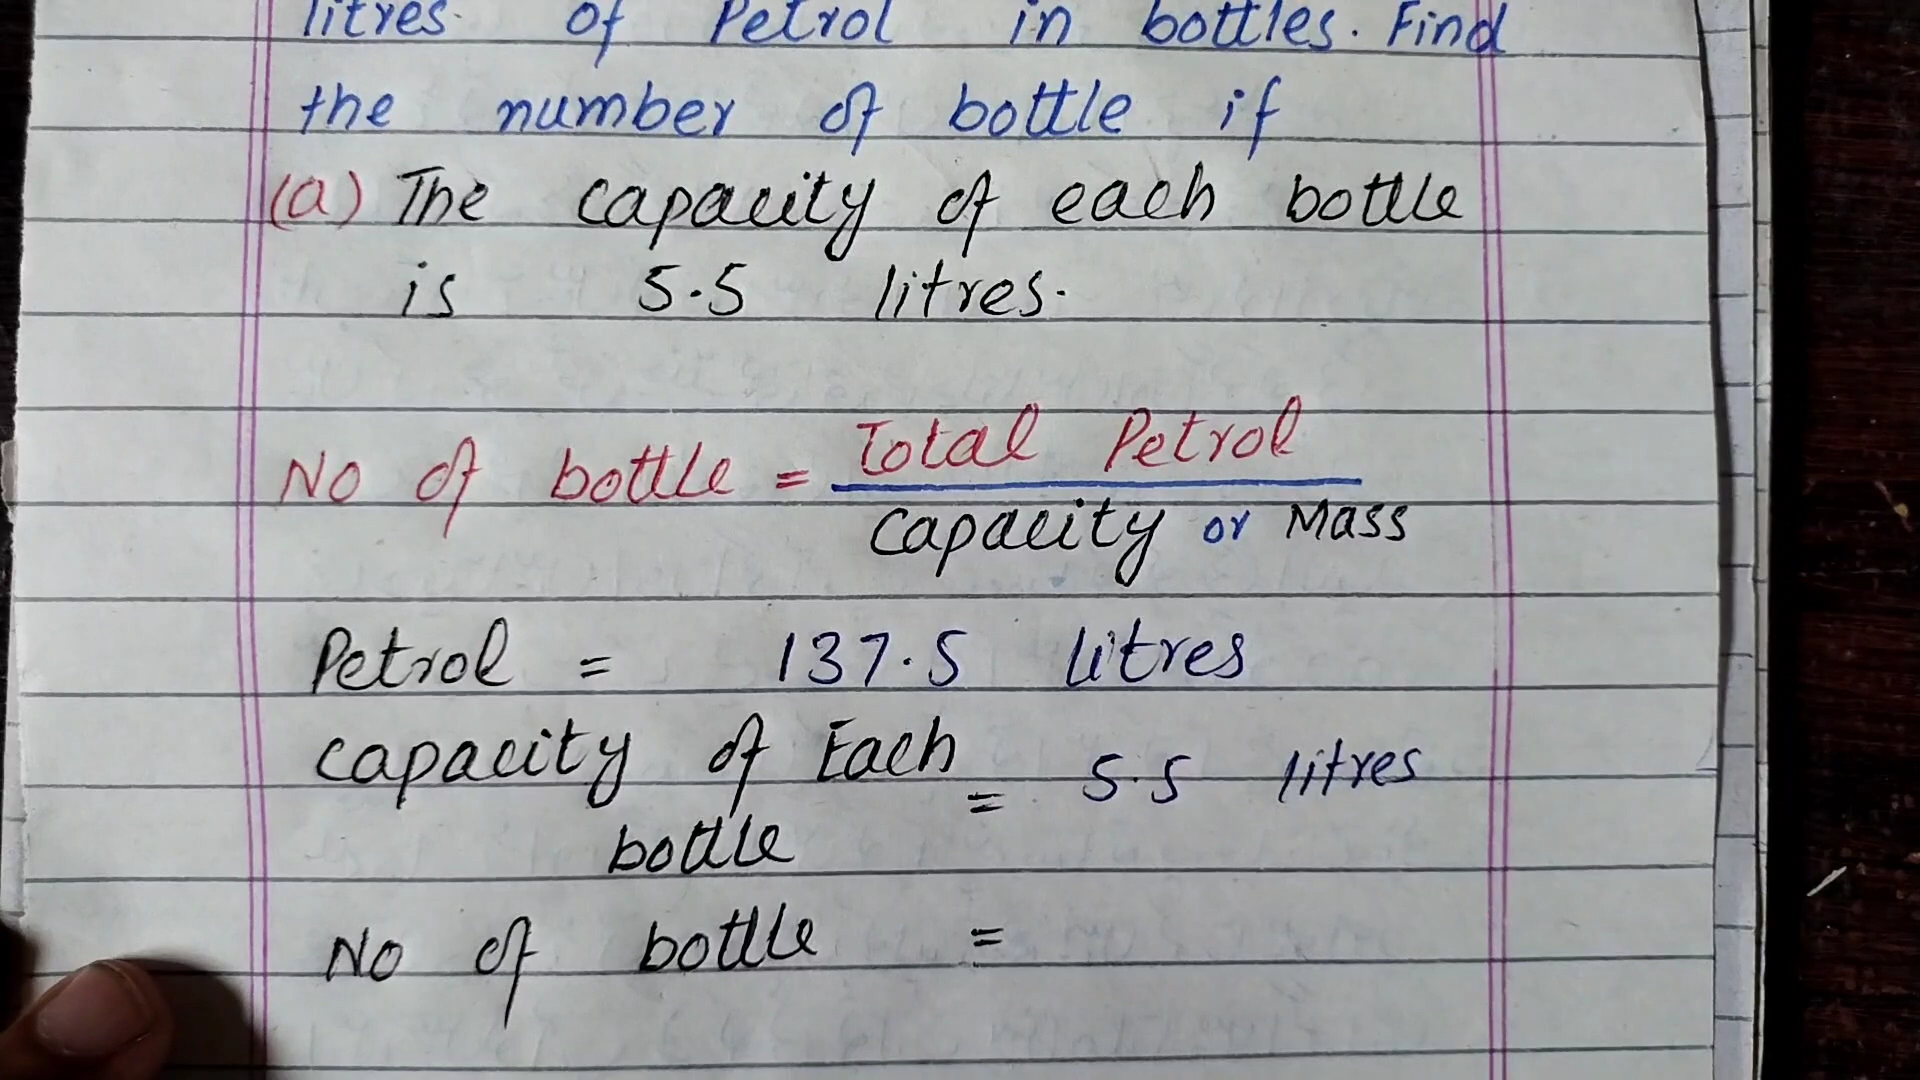 litres of Petrol in bottles. Find
the number of bottle if
(a) The capacity of each bottle
is 5.5 litres.
No of bottle = Total Petrol
capacity or Mass
Petrol = 137.5 litres
capacity of Each = 5.5 litres
bottle
No of bottle =